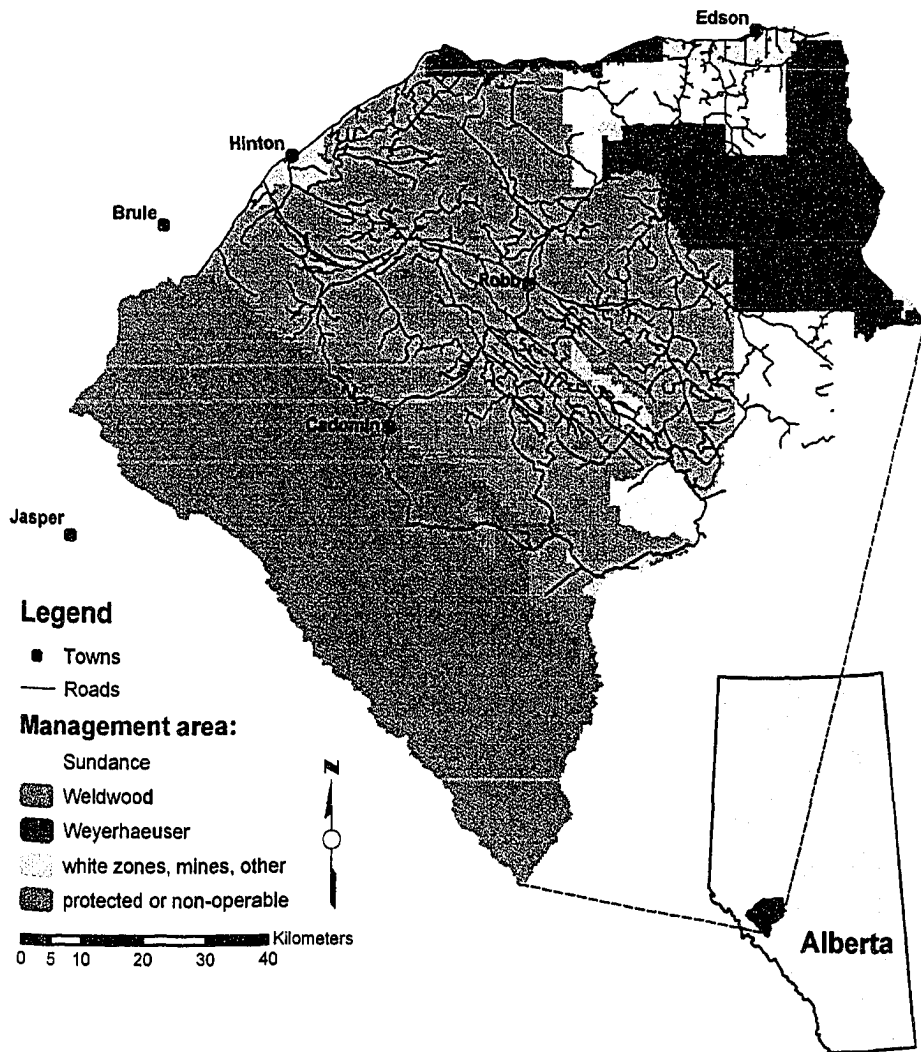 Edson
Hinton
Brule
Robb
Cadomin
Jasper
Legend
Towns
Roads
Management area:
Sundance
Weldwood
Weyerhaeuser
white zones, mines, other
protected or non-operable
Kilometers
0 5 10 20 30 40
N
Alberta